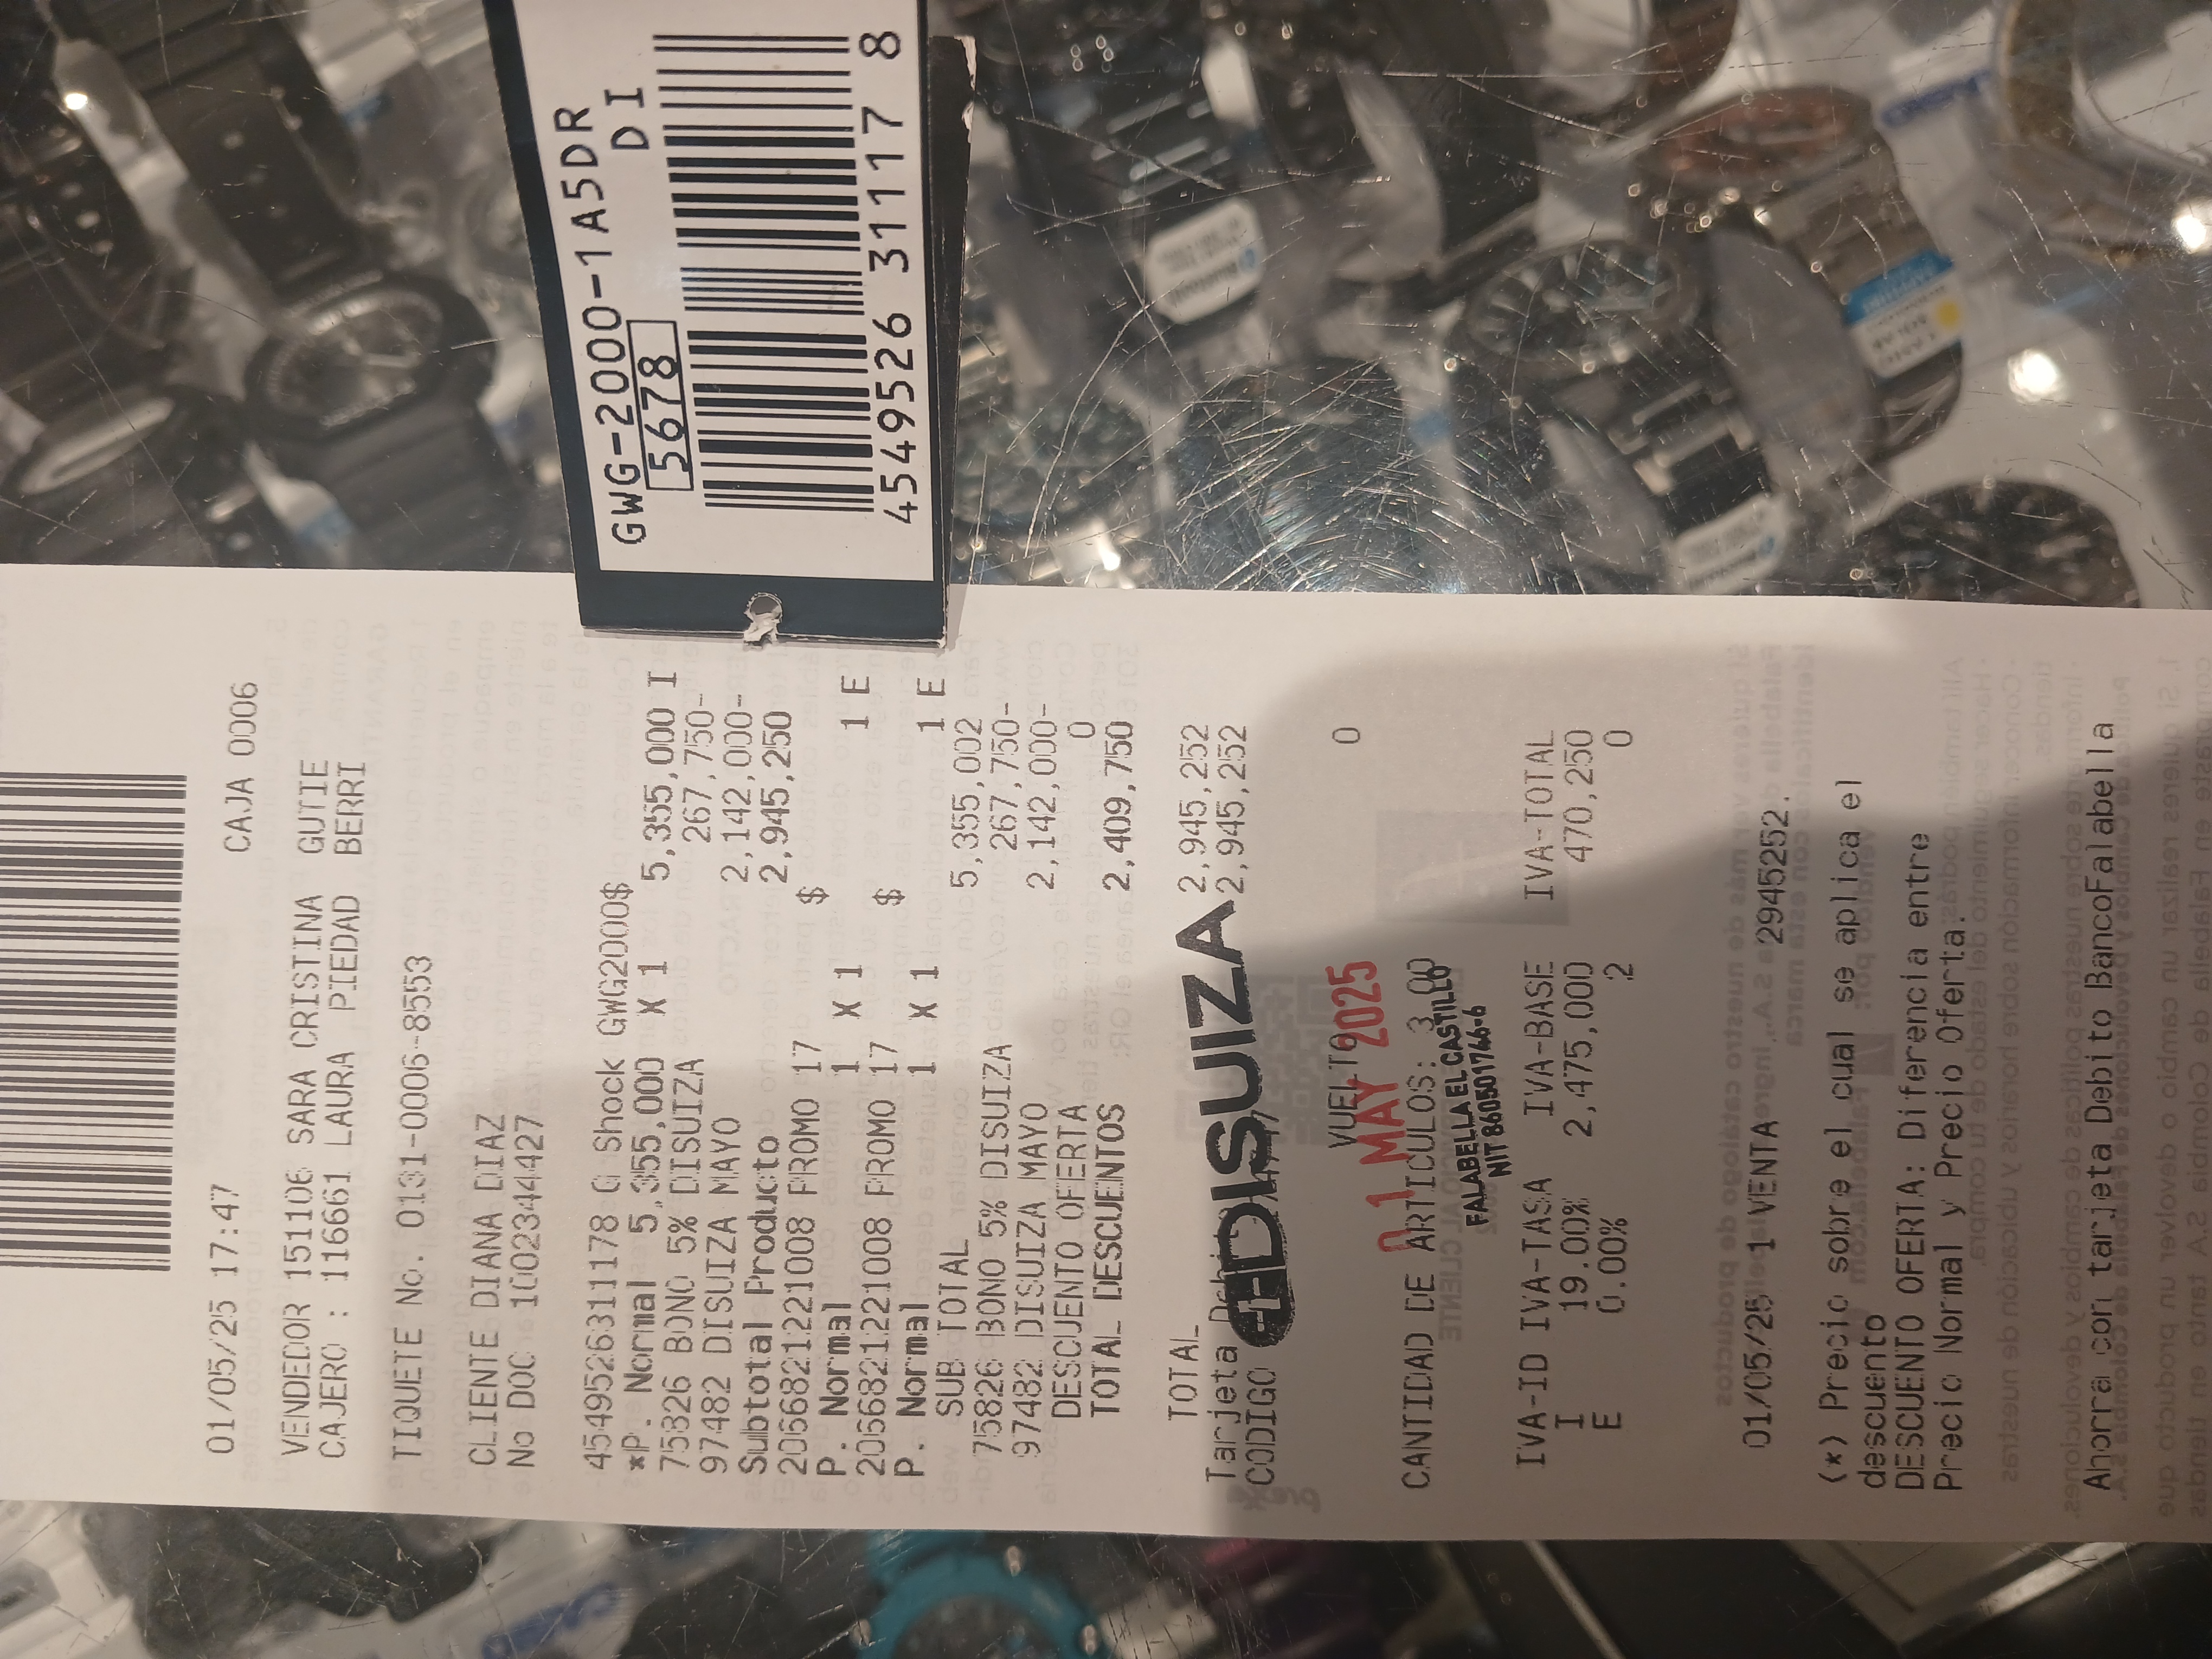 GWG-2000-1A5DR
5678 DI
4549526 31117 8
01/05/25 17:47 CAJA 0006
VENDEDOR 151106 SARA CRISTINA GUTIE
CAJERO : 116661 LAURA PIEDAD BERRI
TIQUETE No. 0131-0006-8553
CLIENTE DIANA DIAZ
No DOC 1002344427
4549526311178 G Shock GWG2000$
*P. Normal 5,355,000 X 1 5,355,000 I
75826 BONO 5% DISUIZA 267,750-
97482 DISUIZA MAYO 2,142,000-
Subtotal Producto 2,945,250
2056821221008 PROMO 17 $
P. Normal 1 X 1 1 E
2056821221008 PROMO 17 $
P. Normal 1 X 1 1 E
SUB TOTAL 5,355,002
75826 BONO 5% DISUIZA 267,750-
97482 DISUIZA MAYO 2,142,000-
DESCUENTO OFERTA 0
TOTAL DESCUENTOS 2,409,750
TOTAL 2,945,252
Tarjeta 2,945,252
CODIGO
DISUIZA
VUELTO 0
01 MAY 2025
CANTIDAD DE ARTICULOS: 3.00
FALABELLA EL CASTILLO
NIT 860501746-6
IVA-ID IVA-TASA IVA-BASE IVA-TOTAL
I 19.00% 2,475,000 470,250
E 0.00% 2 0
01/05/25 1 VENTA 2945252.
(*) Precio sobre el cual se aplica el
descuento
DESCUENTO OFERTA: Diferencia entre
Precio Normal y Precio Oferta.
Ahorra con tarjeta Debito BancoFalabella